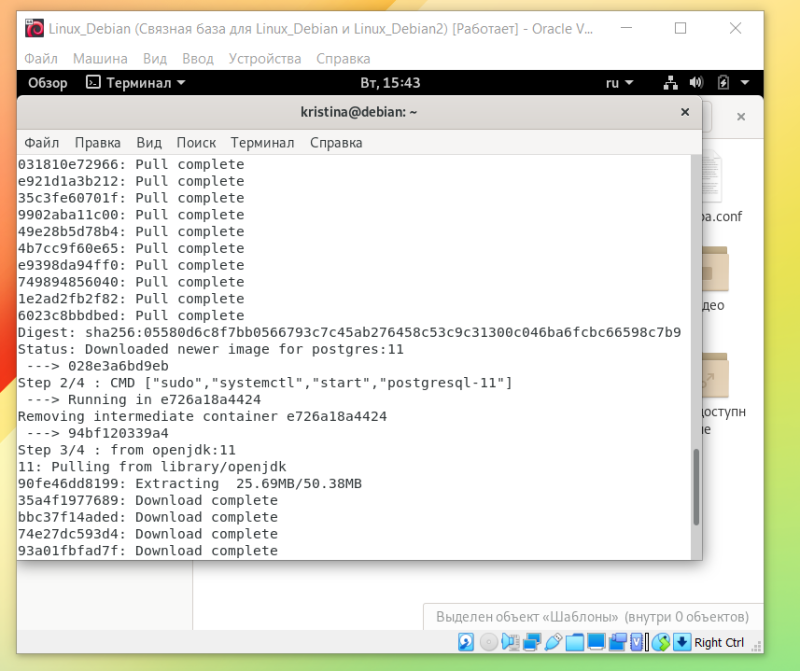 Linux_Debian (Связная база для Linux_Debian и Linux_Debian2) [Работает] - Oracle V...
Файл Машина Вид Ввод Устройства Справка
Обзор Терминал Вт, 15:43 ru
kristina@debian: ~
Файл Правка Вид Поиск Терминал Справка
031810e72966: Pull complete
e921d1a3b212: Pull complete
35c3fe60701f: Pull complete
9902aba11c00: Pull complete
49e28b5d78b4: Pull complete
4b7cc9f60e65: Pull complete
e9398da94ff0: Pull complete
749894856040: Pull complete
1e2ad2fb2f82: Pull complete
6023c8bbdbed: Pull complete
Digest: sha256:05580d6c8f7bb0566793c7c45ab276458c53c9c31300c046ba6fcbc66598c7b9
Status: Downloaded newer image for postgres:11
---> 028e3a6bd9eb
Step 2/4 : CMD ["sudo","systemctl","start","postgresql-11"]
---> Running in e726a18a4424
Removing intermediate container e726a18a4424
---> 94bf120339a4
Step 3/4 : from openjdk:11
11: Pulling from library/openjdk
90fe46dd8199: Extracting 25.69MB/50.38MB
35a4f1977689: Download complete
bbc37f14aded: Download complete
74e27dc593d4: Download complete
93a01fbfad7f: Download complete
ba.conf
део
доступн
ие
Выделен объект «Шаблоны» (внутри 0 объектов)
Right Ctrl